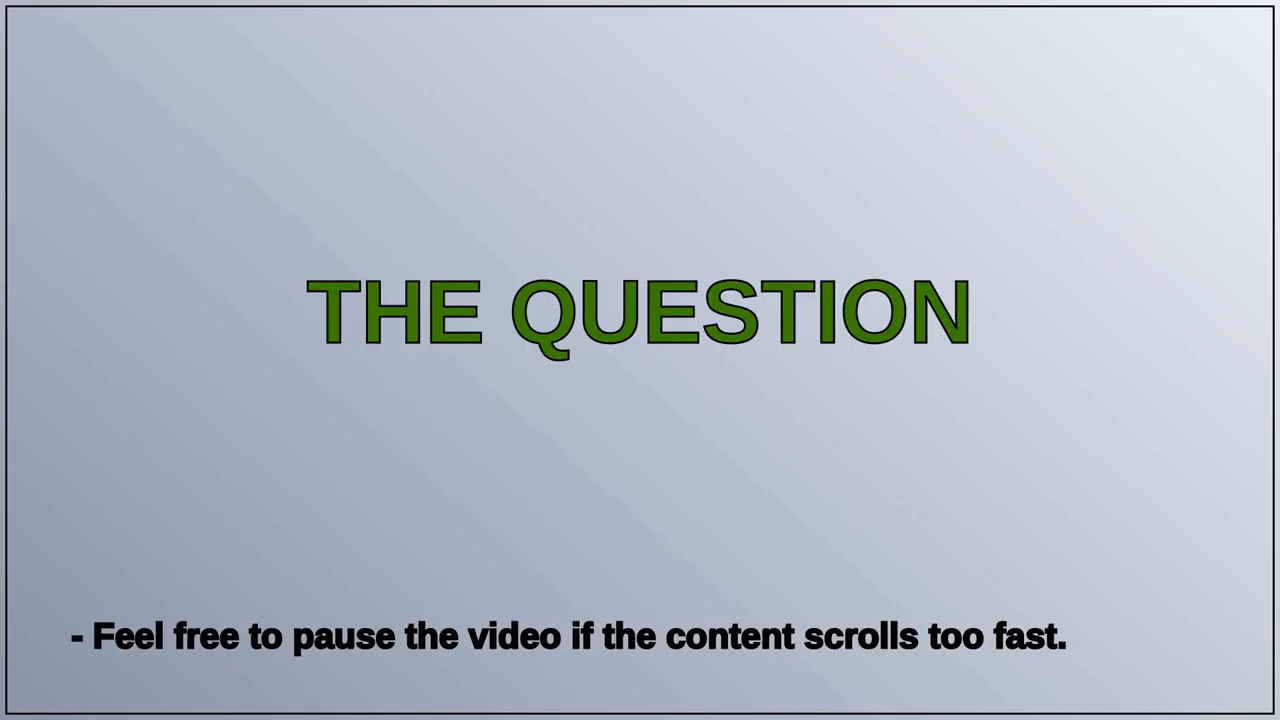 THE QUESTION
- Feel free to pause the video if the content scrolls too fast.